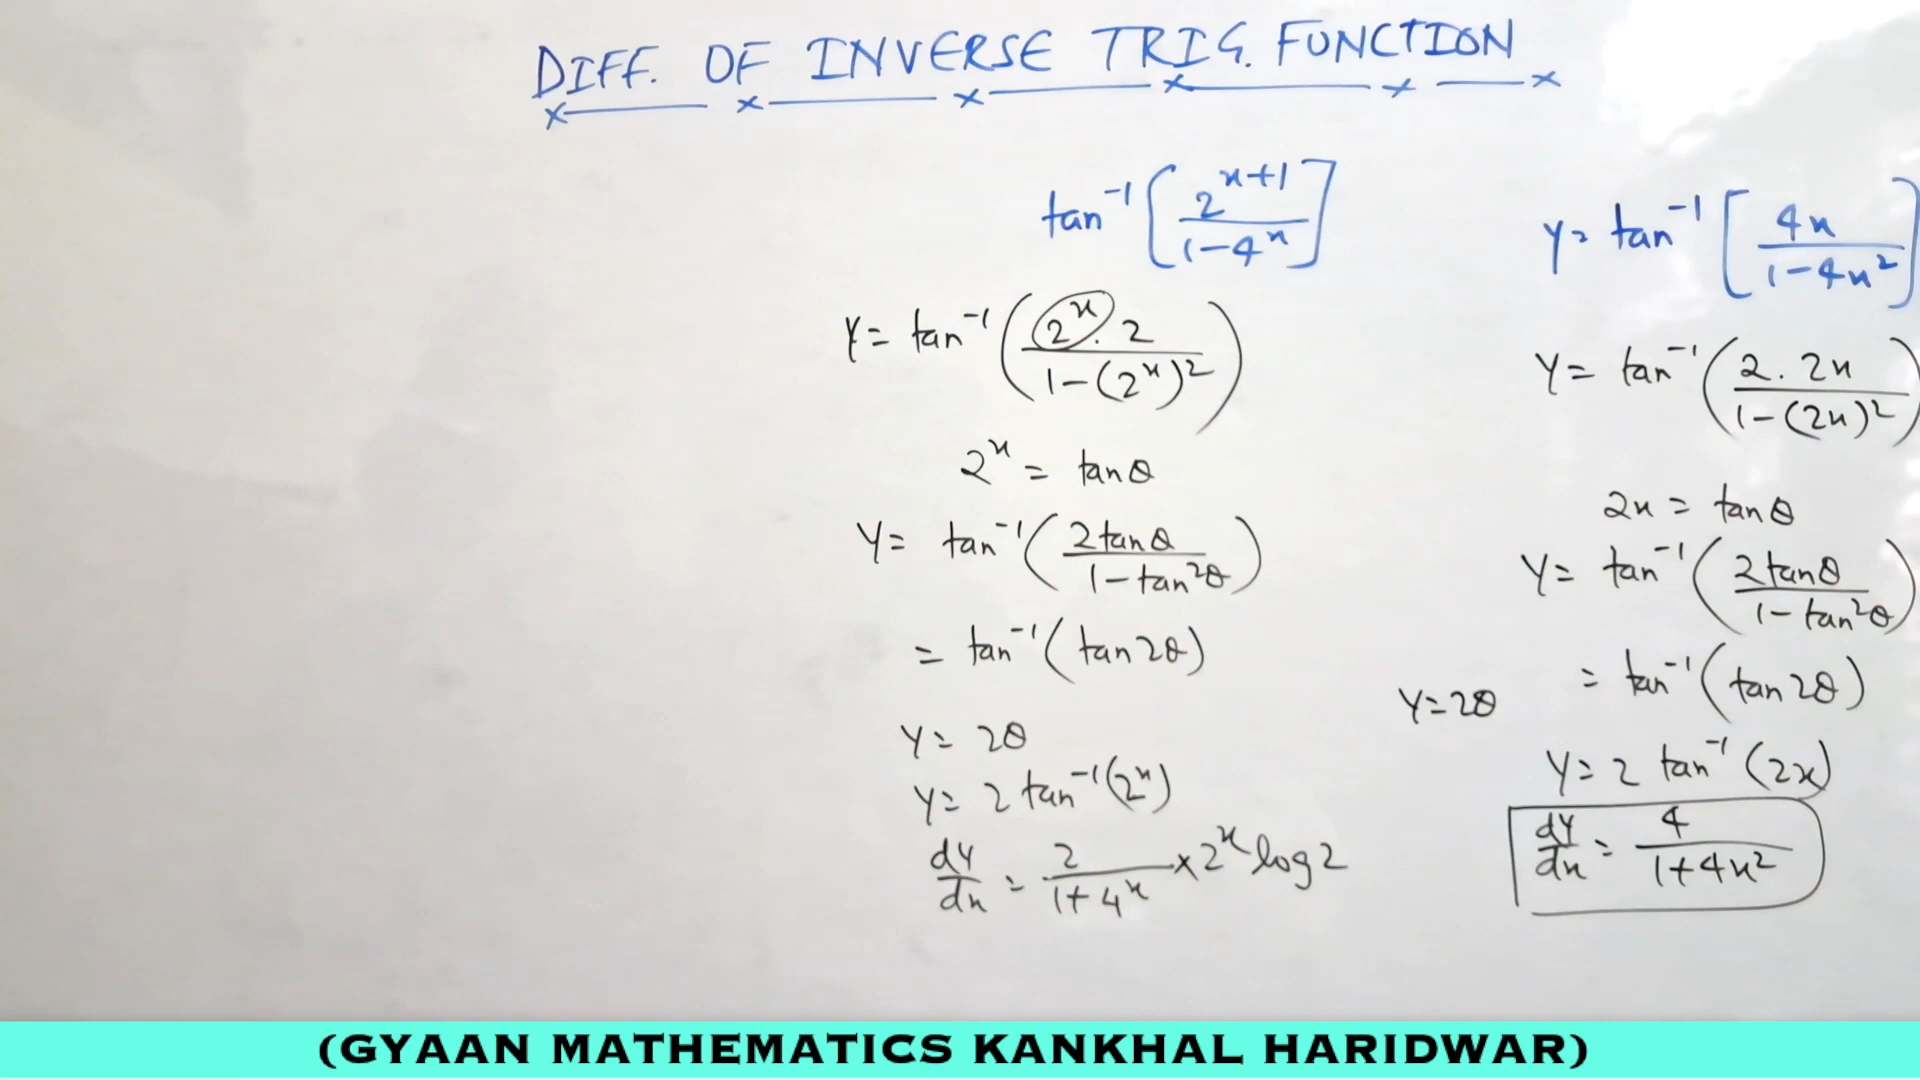 DIFF. OF INVERSE TRIG. FUNCTION
tan⁻¹ [ 2^(x+1) / (1-4^x) ]
Y = tan⁻¹ ( 2^x . 2 / (1-(2^x)²) )
2^x = tanθ
Y = tan⁻¹ ( 2tanθ / (1-tan²θ) )
= tan⁻¹ ( tan2θ )
Y = 2θ
Y = 2 tan⁻¹ (2^x)
dY/dx = 2 / (1+4^x) × 2^x log2
Y = tan⁻¹ [ 4x / (1-4x²) ]
Y = tan⁻¹ ( 2 . 2x / (1-(2x)²) )
2x = tanθ
Y = tan⁻¹ ( 2tanθ / (1-tan²θ) )
= tan⁻¹ ( tan2θ )
Y = 2θ
Y = 2 tan⁻¹ (2x)
dY/dx = 4 / (1+4x²)
(GYAAN MATHEMATICS KANKHAL HARIDWAR)